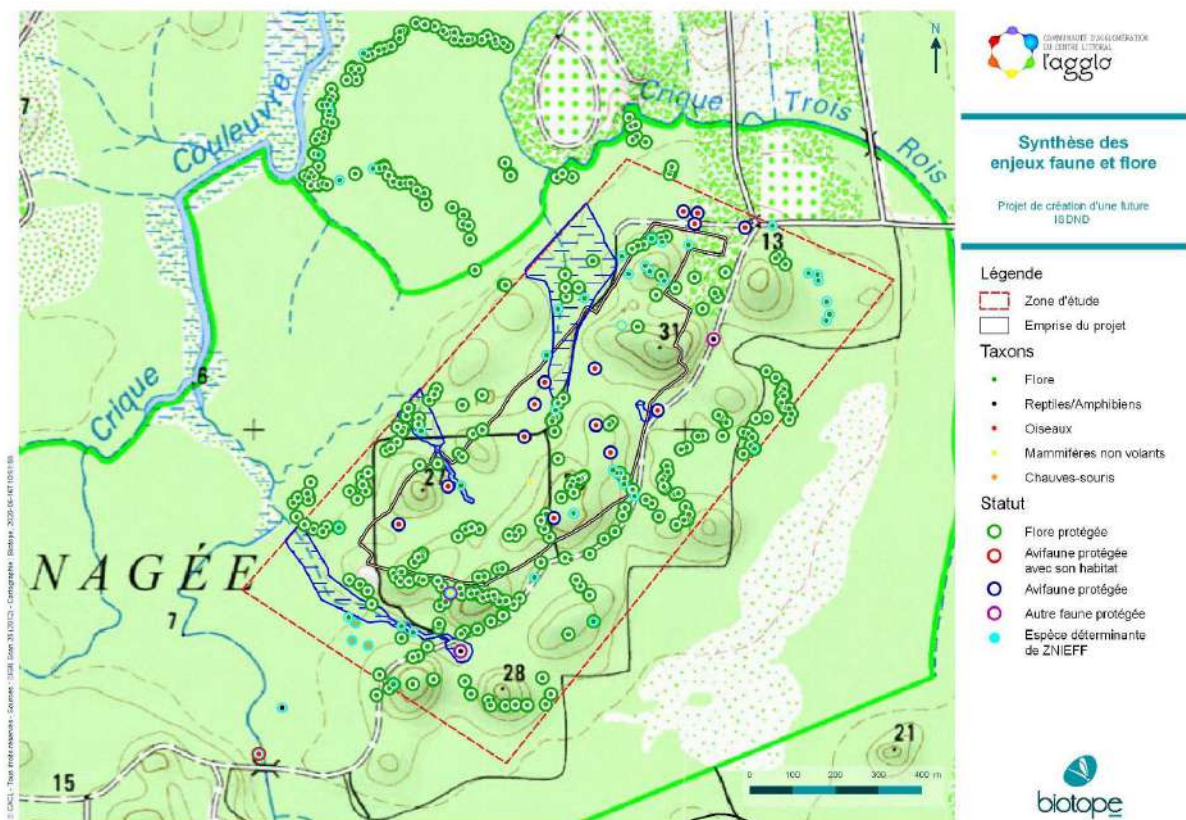 N
Crique
Couleuvre
Crique
Trois
Rois
7
13
31
6
27
NAGÉE
7
28
21
15
0 100 200 300 400 m
COMMUNAUTÉ D'AGGLOMÉRATION
DU CENTRE LITTORAL
l'agglo
Synthèse des
enjeux faune et flore
Projet de création d'une future
ISDND
Légende
Zone d'étude
Emprise du projet
Taxons
Flore
Reptiles/Amphibiens
Oiseaux
Mammifères non volants
Chauves-souris
Statut
Flore protégée
Avifaune protégée
avec son habitat
Avifaune protégée
Autre faune protégée
Espèce déterminante
de ZNIEFF
biotope